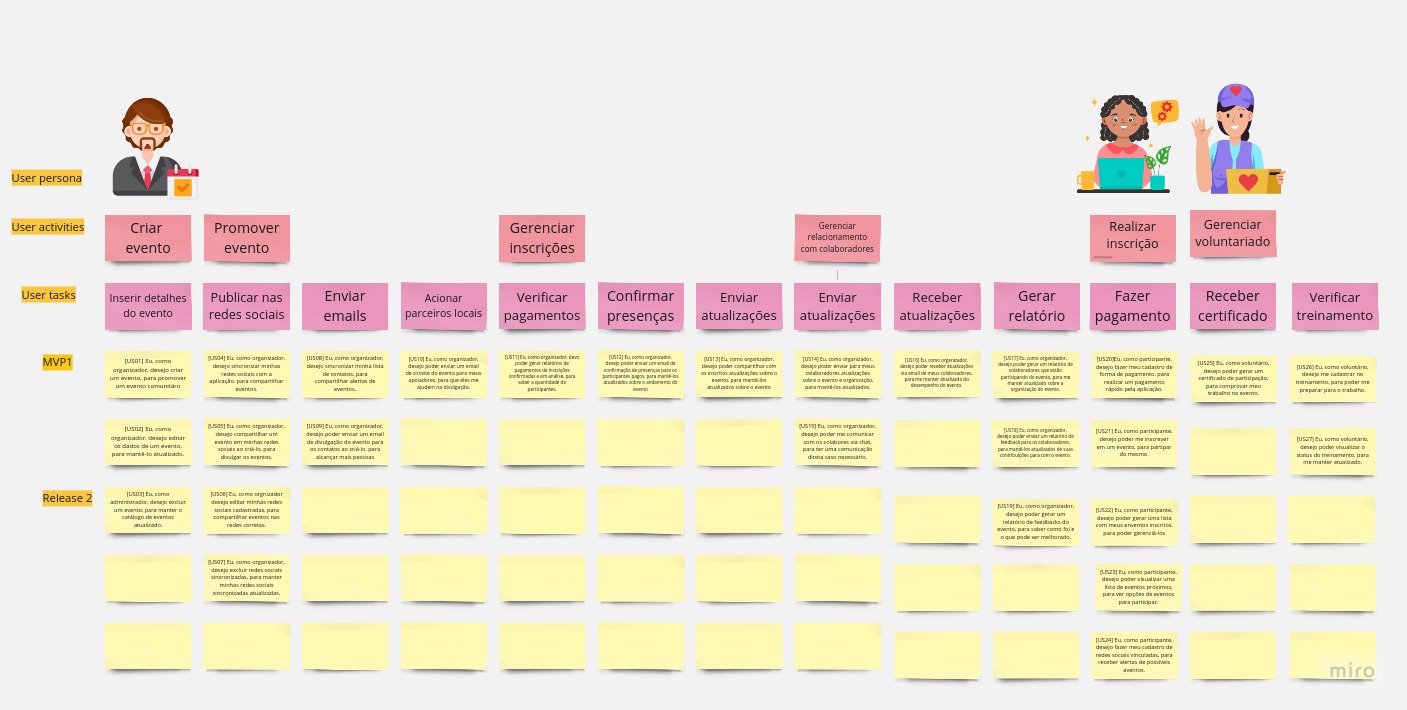 User persona
User activities
Criar
evento
Promover
evento
Gerenciar
inscrições
Gerenciar
relacionamento
com colaboradores
Realizar
inscrição
Gerenciar
voluntariado
User tasks
Inserir detalhes
do evento
Publicar nas
redes sociais
Enviar
emails
Acionar
parceiros locais
Verificar
pagamentos
Confirmar
presenças
Enviar
atualizações
Enviar
atualizações
Receber
atualizações
Gerar
relatório
Fazer
pagamento
Receber
certificado
Verificar
treinamento
MVP1
[US01] Eu, como
organizador, desejo criar
um evento, para promover
um evento comunitáro
[US04] Eu, como organizador,
desejo sincronizar minhas
redes sociais com a
aplicação, para compartilhar
eventos.
[US08] Eu, como organizador,
desejo sincronizar minha lista
de contatos, para
compartilhar alertas de
eventos.
[US10] Eu, como organizador,
desejo poder enviar um email
de convite do evento para meus
apoiadores, para que eles me
ajudem na divulgação.
[US11] Eu, como organizador, devo
poder gerar relatórios de
pagamentos de inscrições
confirmadas e em análise, para
saber a quantidade de
participantes.
[US12] Eu, como organizador,
desejo poder enviar um email de
confirmação de presenças para os
participantes pagos, para mantê-los
atualizados sobre o andamento do
evento
[US13] Eu, como organizador,
desejo poder compartilhar com
os inscritos atualizações sobre o
evento, para mantê-los
atualizados.
[US14] Eu, como organizador,
desejo poder enviar para meus
colaboradores atualizações
sobre o evento e organização,
para mantê-los atualizados.
[US16] Eu, como organizador,
desejo poder receber atualizações
via email de meus colaboradores,
para me manter atualizado do
desempenho do evento.
[US17] Eu, como organizador,
desejo poder gerar relatório de
colaboradores que estão
participando do evento, para me
manter atualizado sobre a
organização do evento.
[US20]Eu, como participante,
desejo fazer meu cadastro de
forma de pagamento, para
realizar um pagamento
rápido pela aplicação.
[US25] Eu, como voluntário,
desejo poder gerar um
certificado de participação,
para comprovar meu
trabalho no evento.
[US26] Eu, como voluntário,
desejo me cadastrar no
treinamento, para poder me
preparar para o trabalho.
[US02] Eu, como
organizador, desejo editar
os dados de um evento,
para mantê-lo atualizado.
[US05] Eu, como organizador,
desejo compartilhar um
evento em minhas redes
sociais ao criá-lo, para
divulgar os eventos.
[US09] Eu, como organizador,
desejo poder enviar um email
de divulgação do evento para
os contatos ao criá-lo, para
alcançar mais pessoas
[US15] Eu, como organizador,
desejo poder me comunicar
com os colabores via chat,
para ter uma comunicação
direta caso necessário.
[US18] Eu, como organizador,
desejo poder enviar um relatório de
feedback para os colaboradores,
para mantê-los atualizados de suas
contribuições para com o evento.
[US21] Eu, como participante,
desejo poder me inscrever
em um evento, para partipar
do mesmo.
[US27] Eu, como voluntário,
desejo poder visualizar o
status do treinamento, para
me manter atualizado.
Release 2
[US03] Eu, como
administrador, desejo excluir
um evento, para manter o
catálogo de eventos
atualizado.
[US06] Eu, como orgnizador
desejo editar minhas redes
sociais cadastradas, para
compartilhar eventos nas
redes corretas.
[US19] Eu, como organizador,
desejo poder gerar um
relatório de feedbacks do
evento, para saber como foi e
o que pode ser melhorado.
[US22] Eu, como participante,
desejo poder gerar uma lista
com meus enventos inscritos,
para poder gerenciá-los
[US07] Eu, como organizador,
desejo excluir redes sociais
sincronizadas, para manter
minhas redes sociais
sincronizadas atualizadas.
[US23] Eu, como participante,
desejo poder visualizar uma
lista de eventos próximos,
para ver opções de eventos
para participar.
[US24] Eu, como participante,
desejo fazer meu cadastro de
redes sociais vinculadas, para
receber alertas de possíveis
eventos.
miro